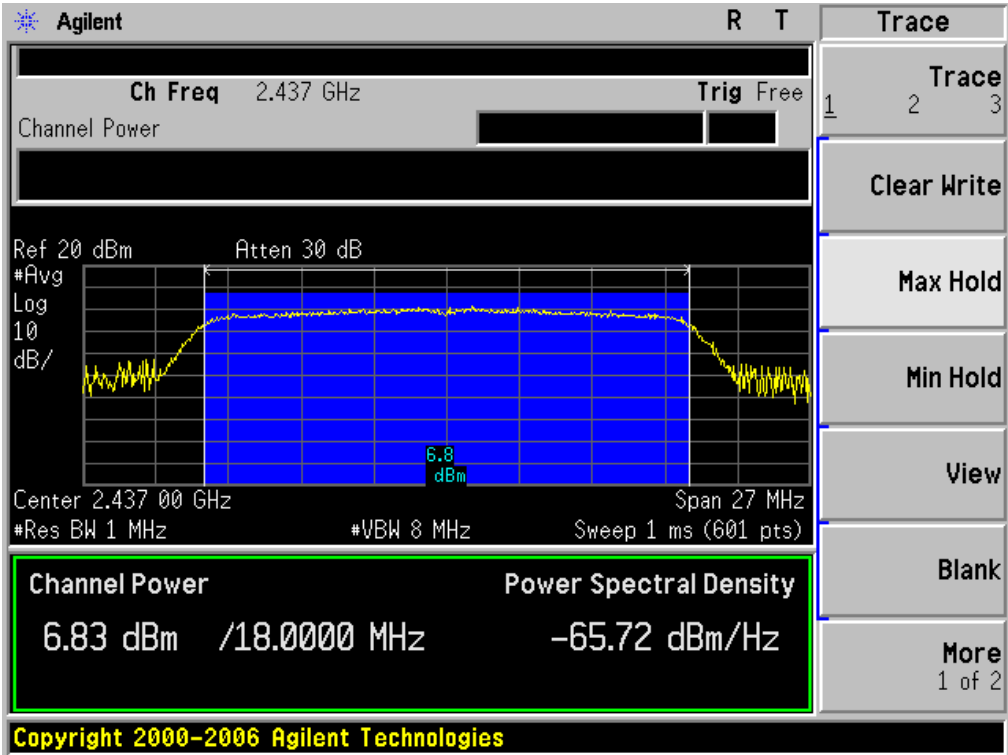 Agilent R T
Trace
Ch Freq 2.437 GHz Trig Free
Channel Power
Trace
1 2 3
Clear Write
Max Hold
Min Hold
View
Blank
More
1 of 2
Ref 20 dBm Atten 30 dB
#Avg
Log
10
dB/
6.8
dBm
Center 2.437 00 GHz Span 27 MHz
#Res BW 1 MHz #VBW 8 MHz Sweep 1 ms (601 pts)
Channel Power Power Spectral Density
6.83 dBm /18.0000 MHz -65.72 dBm/Hz
Copyright 2000-2006 Agilent Technologies